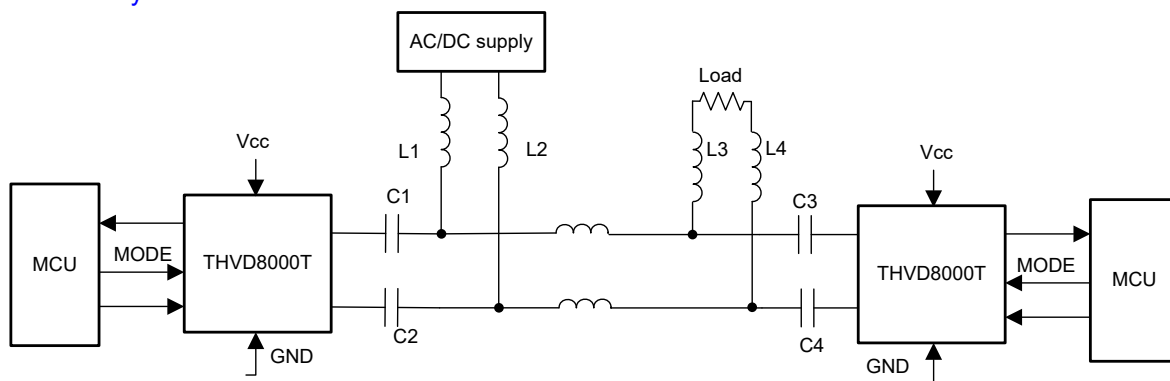 AC/DC supply
Load
L1
L2
L3
L4
Vcc
Vcc
C1
C3
MCU
MODE
THVD8000T
THVD8000T
MODE
MCU
C2
C4
GND
GND